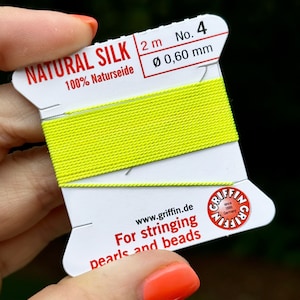 NATURAL SILK
100% Naturseide
2 m No. 4
Ø 0,60 mm
www.griffin.de
For stringing
pearls and beads
GRIFFIN GRIFFIN